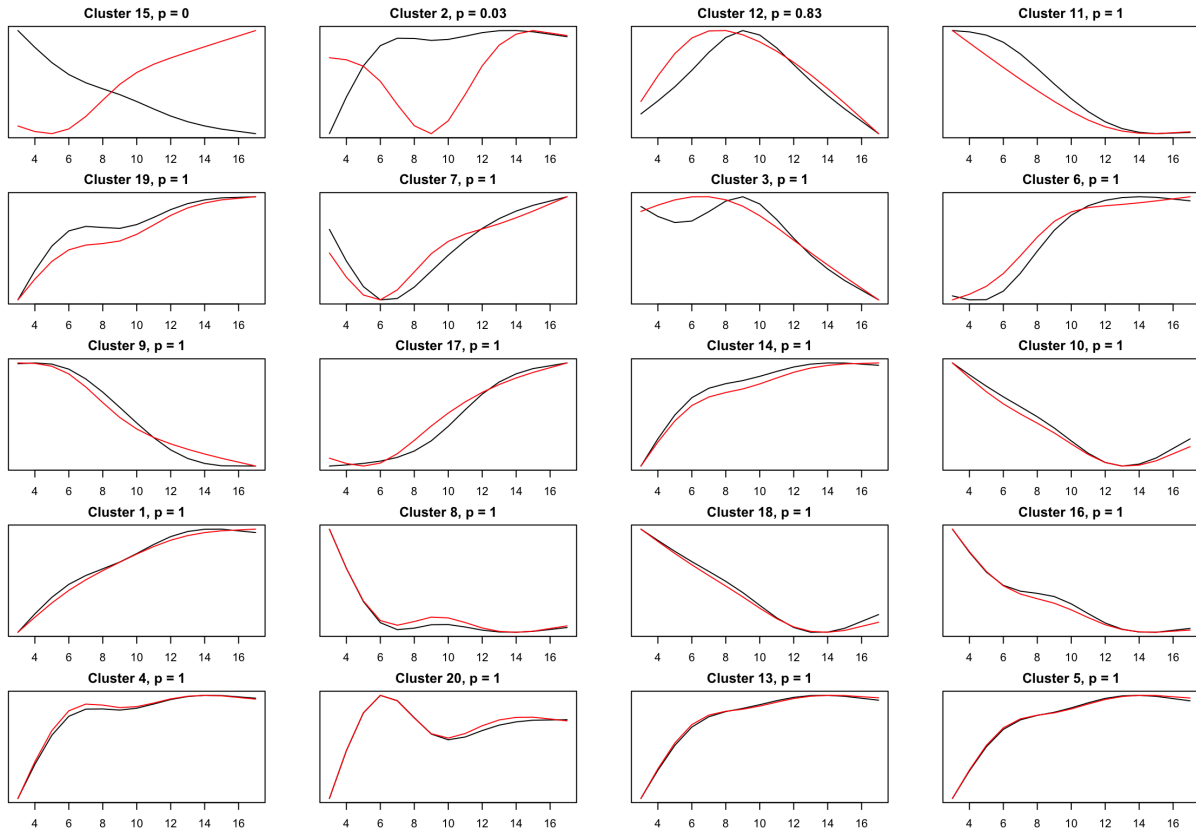 Cluster 15, p = 0
Cluster 2, p = 0.03
Cluster 12, p = 0.83
Cluster 11, p = 1
4 6 8 10 12 14 16
4 6 8 10 12 14 16
4 6 8 10 12 14 16
4 6 8 10 12 14 16
Cluster 19, p = 1
Cluster 7, p = 1
Cluster 3, p = 1
Cluster 6, p = 1
4 6 8 10 12 14 16
4 6 8 10 12 14 16
4 6 8 10 12 14 16
4 6 8 10 12 14 16
Cluster 9, p = 1
Cluster 17, p = 1
Cluster 14, p = 1
Cluster 10, p = 1
4 6 8 10 12 14 16
4 6 8 10 12 14 16
4 6 8 10 12 14 16
4 6 8 10 12 14 16
Cluster 1, p = 1
Cluster 8, p = 1
Cluster 18, p = 1
Cluster 16, p = 1
4 6 8 10 12 14 16
4 6 8 10 12 14 16
4 6 8 10 12 14 16
4 6 8 10 12 14 16
Cluster 4, p = 1
Cluster 20, p = 1
Cluster 13, p = 1
Cluster 5, p = 1
4 6 8 10 12 14 16
4 6 8 10 12 14 16
4 6 8 10 12 14 16
4 6 8 10 12 14 16